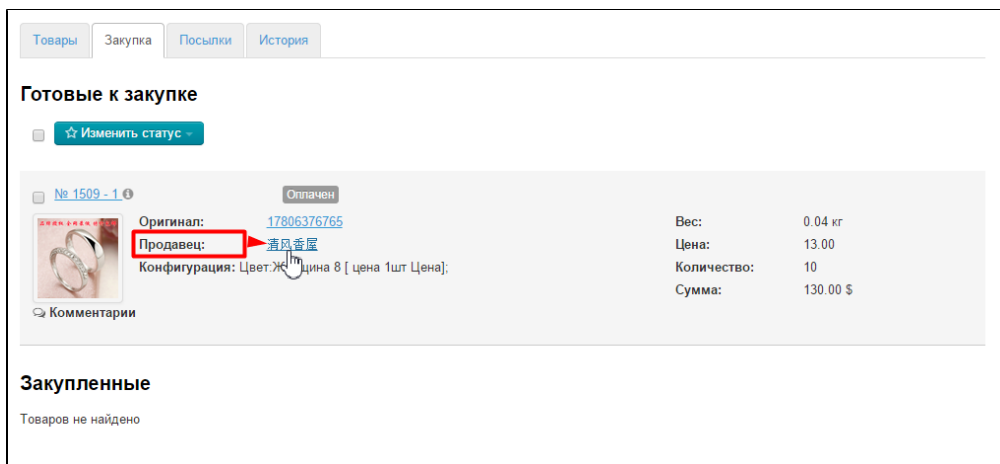 Товары Закупка Посылки История
Готовые к закупке
Изменить статус
№ 1509 - 1
Оплачен
Оригинал: 17806376765
Продавец: 清风香屋
Конфигурация: Цвет:Ж щина 8 [ цена 1шт Цена];
Вес: 0.04 кг
Цена: 13.00
Количество: 10
Сумма: 130.00 $
Комментарии
Закупленные
Товаров не найдено